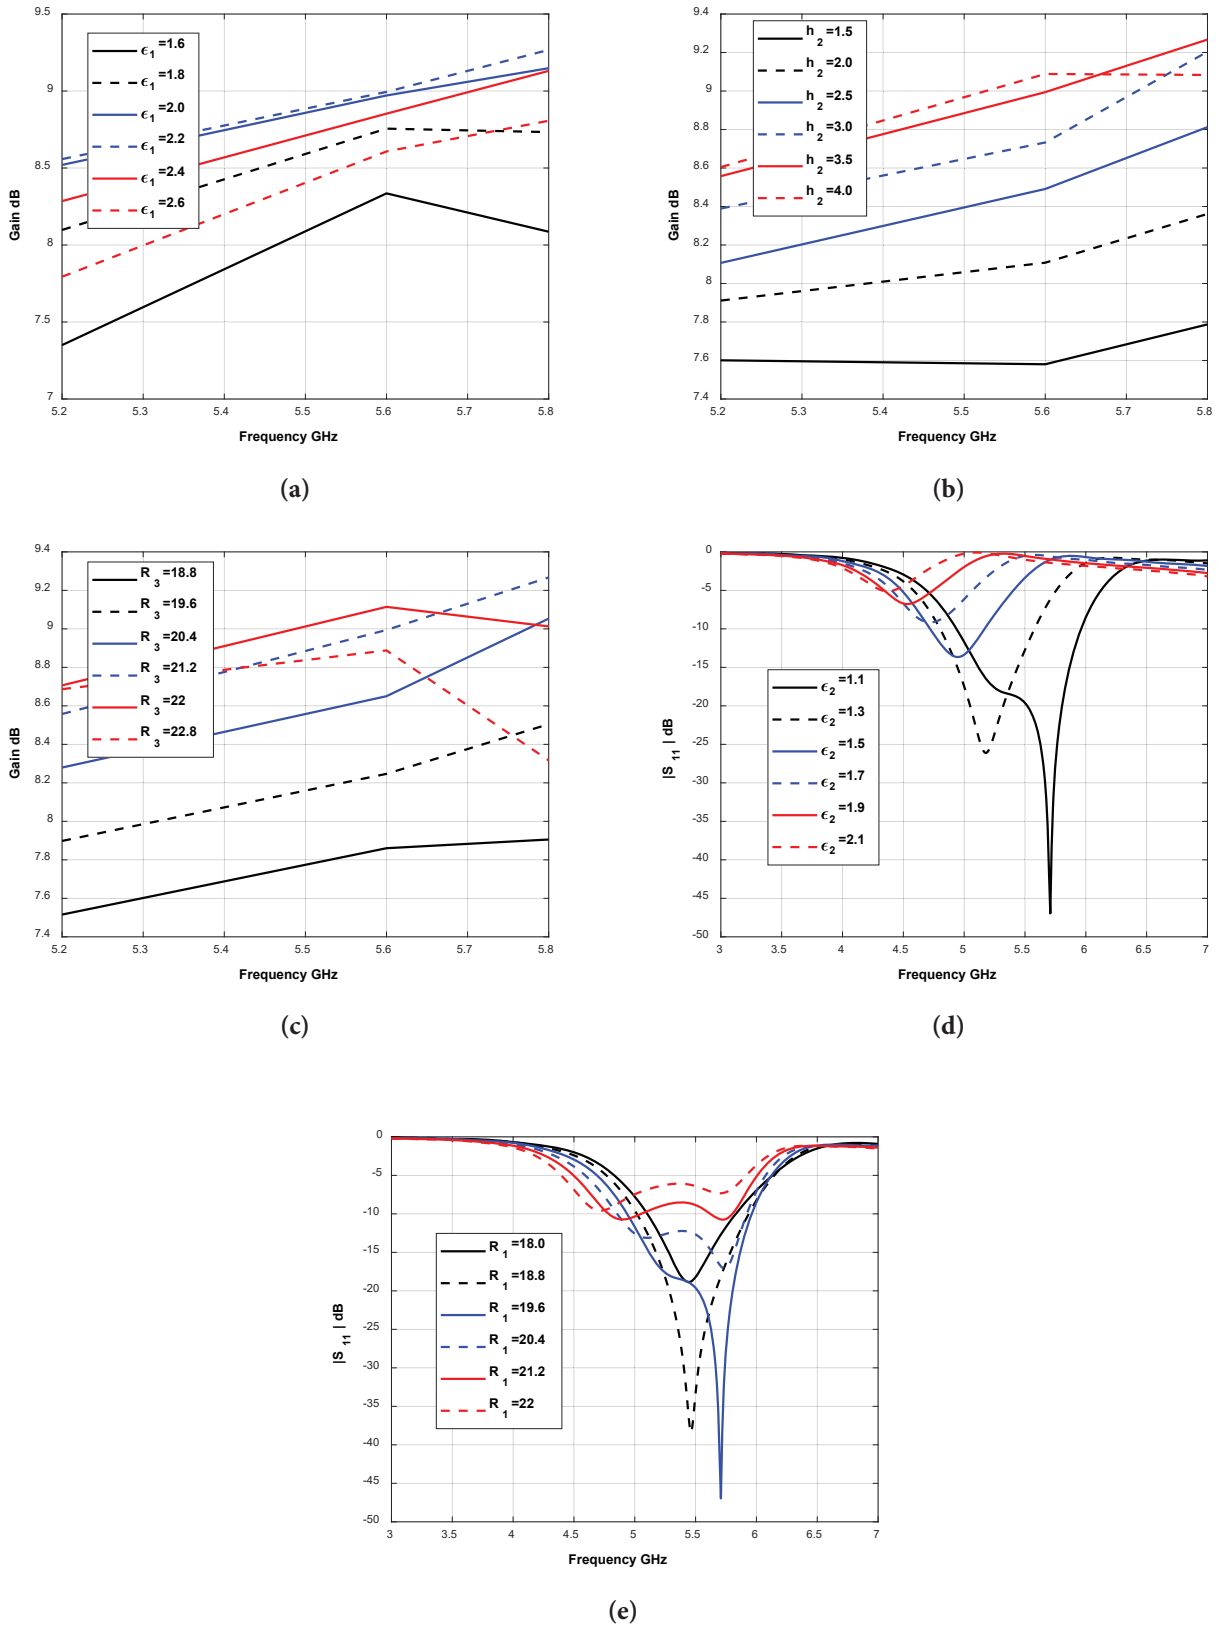 9.5
9
8.5
8
7.5
7
Gain dB
ϵ1=1.6
ϵ1=1.8
ϵ1=2.0
ϵ1=2.2
ϵ1=2.4
ϵ1=2.6
5.2 5.3 5.4 5.5 5.6 5.7 5.8
Frequency GHz
(a)
9.4
9.2
9
8.8
8.6
8.4
8.2
8
7.8
7.6
7.4
Gain dB
h2=1.5
h2=2.0
h2=2.5
h2=3.0
h2=3.5
h2=4.0
5.2 5.3 5.4 5.5 5.6 5.7 5.8
Frequency GHz
(b)
9.4
9.2
9
8.8
8.6
8.4
8.2
8
7.8
7.6
7.4
Gain dB
R3=18.8
R3=19.6
R3=20.4
R3=21.2
R3=22
R3=22.8
5.2 5.3 5.4 5.5 5.6 5.7 5.8
Frequency GHz
(c)
0
-5
-10
-15
-20
-25
-30
-35
-40
-45
-50
|S11| dB
ϵ2=1.1
ϵ2=1.3
ϵ2=1.5
ϵ2=1.7
ϵ2=1.9
ϵ2=2.1
3 3.5 4 4.5 5 5.5 6 6.5 7
Frequency GHz
(d)
0
-5
-10
-15
-20
-25
-30
-35
-40
-45
-50
|S11| dB
R1=18.0
R1=18.8
R1=19.6
R1=20.4
R1=21.2
R1=22
3 3.5 4 4.5 5 5.5 6 6.5 7
Frequency GHz
(e)